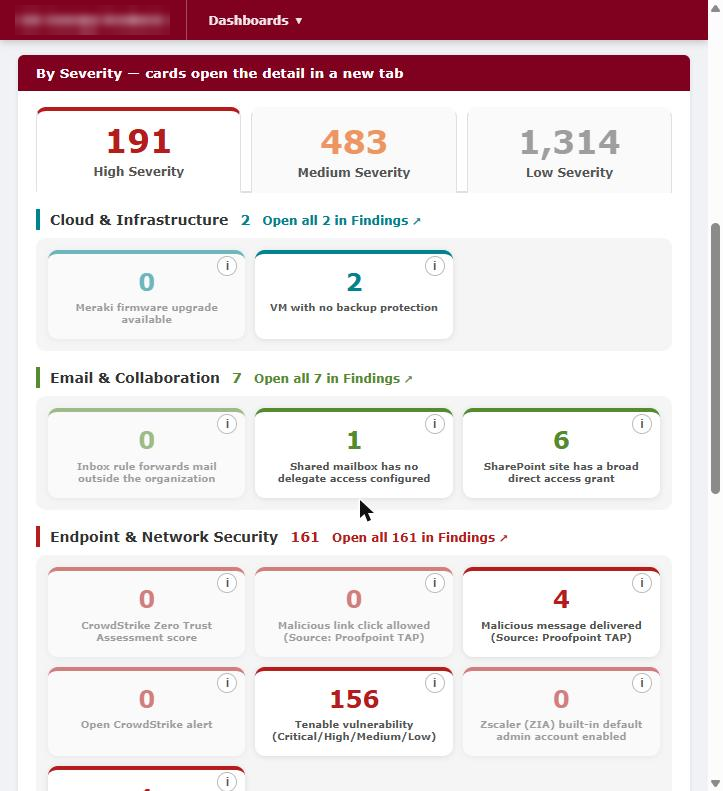 Dashboards ▼
By Severity — cards open the detail in a new tab
191
High Severity
483
Medium Severity
1,314
Low Severity
Cloud & Infrastructure 2 Open all 2 in Findings ↗
i
0
Meraki firmware upgrade
available
i
2
VM with no backup protection
Email & Collaboration 7 Open all 7 in Findings ↗
i
0
Inbox rule forwards mail
outside the organization
i
1
Shared mailbox has no
delegate access configured
i
6
SharePoint site has a broad
direct access grant
Endpoint & Network Security 161 Open all 161 in Findings ↗
i
0
CrowdStrike Zero Trust
Assessment score
i
0
Malicious link click allowed
(Source: Proofpoint TAP)
i
4
Malicious message delivered
(Source: Proofpoint TAP)
i
0
Open CrowdStrike alert
i
156
Tenable vulnerability
(Critical/High/Medium/Low)
i
0
Zscaler (ZIA) built-in default
admin account enabled
i